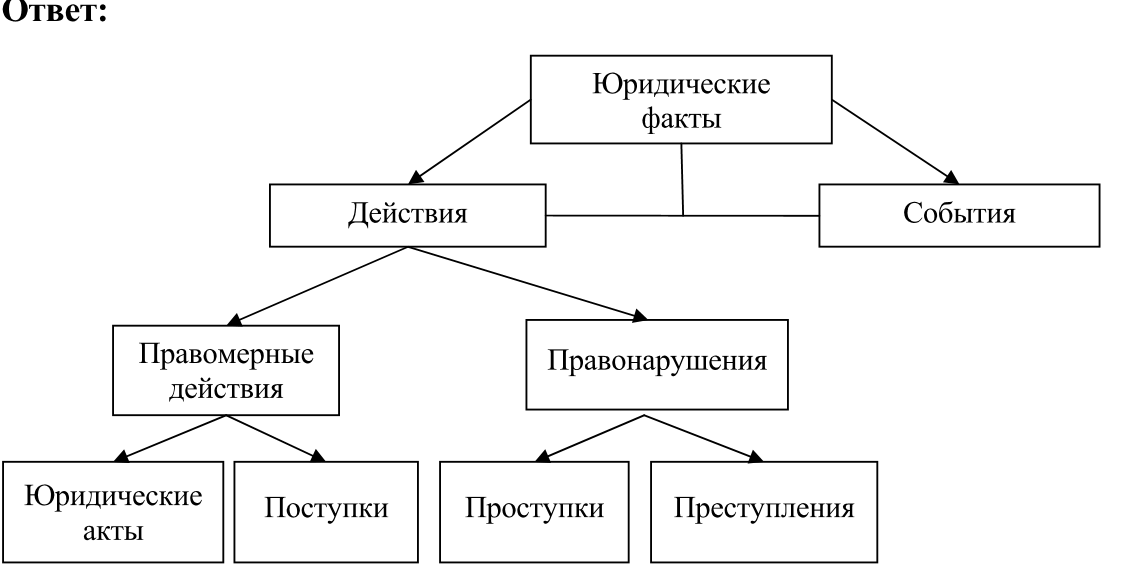 Ответ:
Юридические
факты
Действия
События
Правомерные
действия
Правонарушения
Юридические
акты
Поступки
Проступки
Преступления